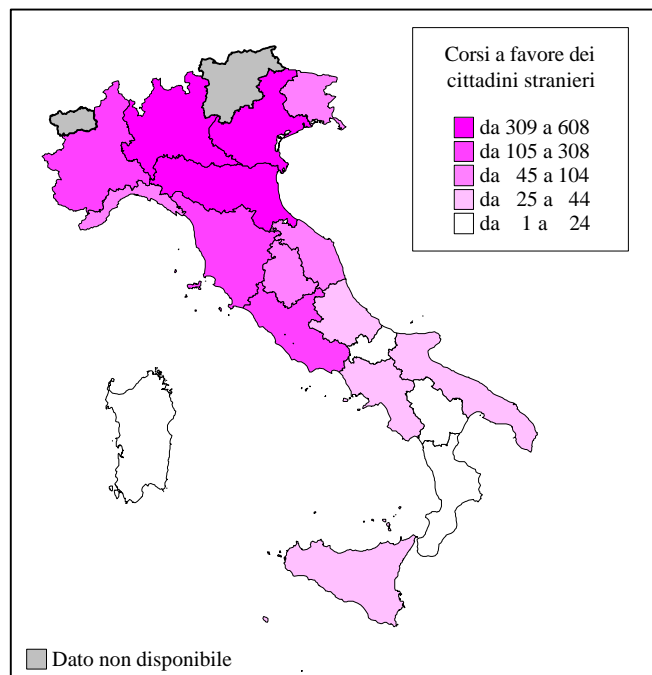 Corsi a favore dei
cittadini stranieri
da 309 a 608
da 105 a 308
da 45 a 104
da 25 a 44
da 1 a 24
Dato non disponibile